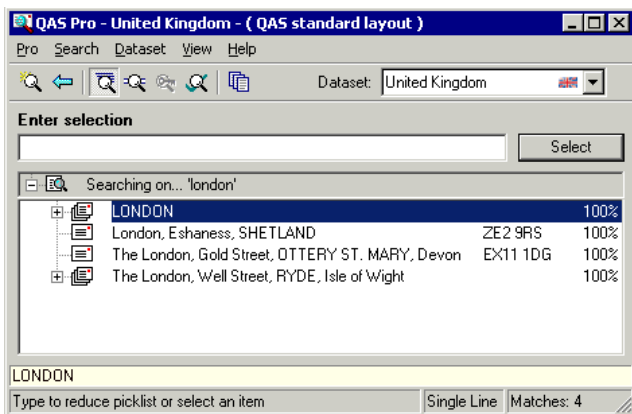 QAS Pro - United Kingdom - ( QAS standard layout )
Pro Search Dataset View Help
Dataset: United Kingdom
Enter selection
Select
Searching on... 'london'
LONDON 100%
London, Eshaness, SHETLAND ZE2 9RS 100%
The London, Gold Street, OTTERY ST. MARY, Devon EX11 1DG 100%
The London, Well Street, RYDE, Isle of Wight 100%
LONDON
Type to reduce picklist or select an item Single Line Matches: 4